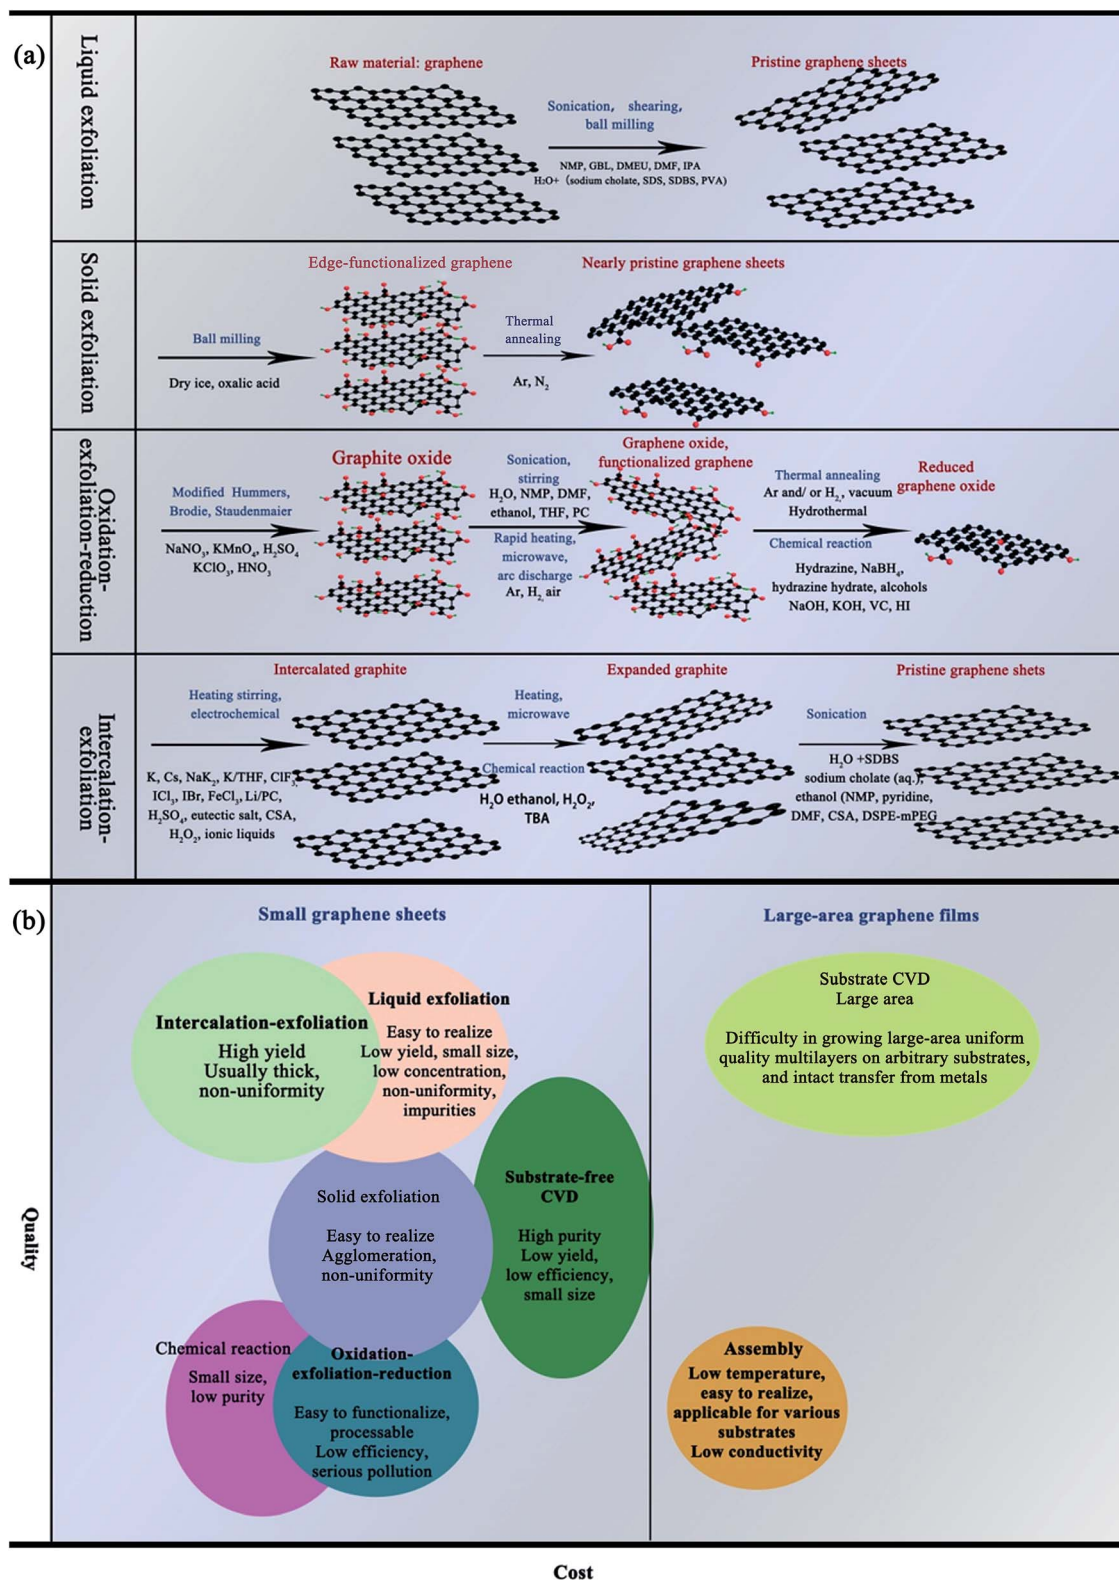 (a)
Liquid exfoliation
Raw material: graphene
Sonication, shearing,
ball milling
NMP, GBL, DMEU, DMF, IPA
H₂O+ (sodium cholate, SDS, SDBS, PVA)
Pristine graphene sheets
Solid exfoliation
Ball milling
Dry ice, oxalic acid
Edge-functionalized graphene
Thermal
annealing
Ar, N₂
Nearly pristine graphene sheets
Oxidation-
exfoliation-reduction
Modified Hummers,
Brodie, Staudenmaier
NaNO₃, KMnO₄, H₂SO₄
KClO₃, HNO₃
Graphite oxide
Sonication,
stirring
H₂O, NMP, DMF,
ethanol, THF, PC
Rapid heating,
microwave,
arc discharge
Ar, H₂, air
Graphene oxide,
functionalized graphene
Thermal annealing
Ar and/ or H₂, vacuum
Hydrothermal
Chemical reaction
Hydrazine, NaBH₄,
hydrazine hydrate, alcohols
NaOH, KOH, VC, HI
Reduced
graphene oxide
Intercalation-
exfoliation
Heating stirring,
electrochemical
K, Cs, NaK₂, K/THF, ClF₃,
ICl₃, IBr, FeCl₃, Li/PC,
H₂SO₄, eutectic salt, CSA,
H₂O₂, ionic liquids
Intercalated graphite
Heating,
microwave
Chemical reaction
H₂O ethanol, H₂O₂,
TBA
Expanded graphite
Sonication
H₂O +SDBS
sodium cholate (aq.),
ethanol (NMP, pyridine,
DMF, CSA, DSPE-mPEG
Pristine graphene shets
(b)
Small graphene sheets
Large-area graphene films
Intercalation-exfoliation
High yield
Usually thick,
non-uniformity
Liquid exfoliation
Easy to realize
Low yield, small size,
low concentration,
non-uniformity,
impurities
Substrate CVD
Large area
Difficulty in growing large-area uniform
quality multilayers on arbitrary substrates,
and intact transfer from metals
Solid exfoliation
Easy to realize
Agglomeration,
non-uniformity
Substrate-free
CVD
High purity
Low yield,
low efficiency,
small size
Chemical reaction
Small size,
low purity
Oxidation-
exfoliation-reduction
Easy to functionalize,
processable
Low efficiency,
serious pollution
Assembly
Low temperature,
easy to realize,
applicable for various
substrates
Low conductivity
Quality
Cost